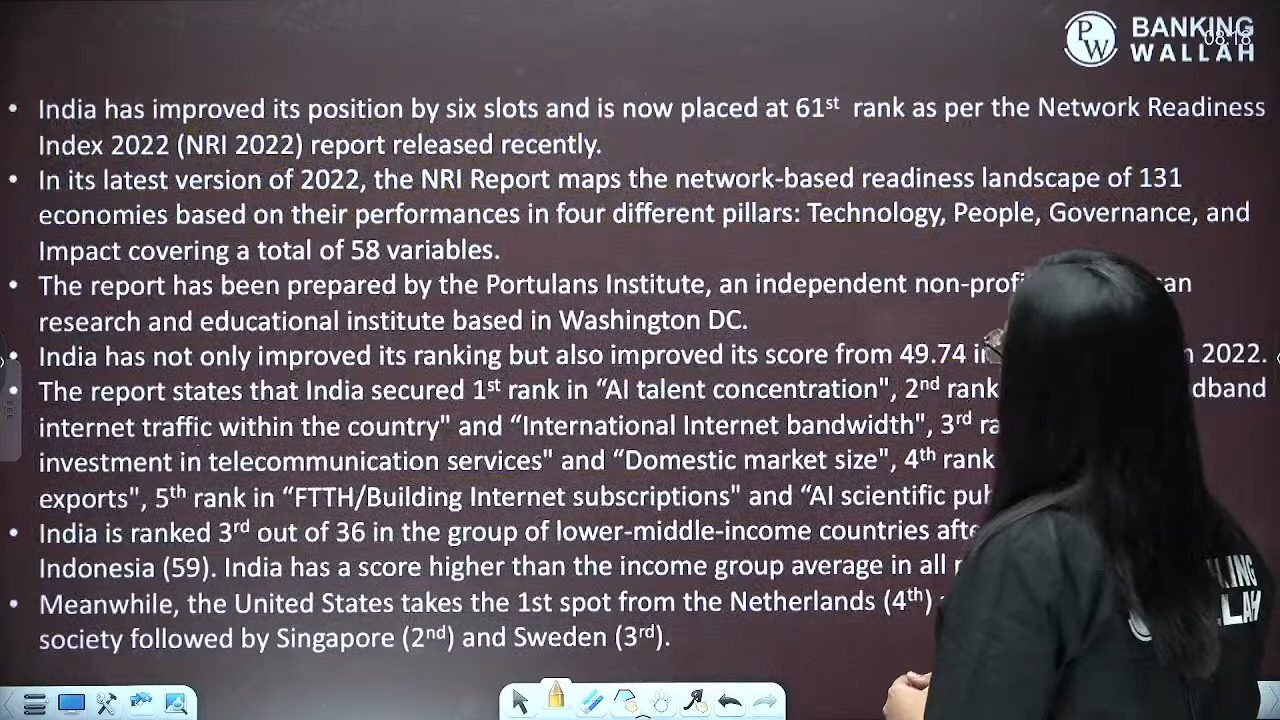 BANKING
WALLAH
PW
08:18
• India has improved its position by six slots and is now placed at 61st rank as per the Network Readiness
Index 2022 (NRI 2022) report released recently.
• In its latest version of 2022, the NRI Report maps the network-based readiness landscape of 131
economies based on their performances in four different pillars: Technology, People, Governance, and
Impact covering a total of 58 variables.
• The report has been prepared by the Portulans Institute, an independent non-profi
research and educational institute based in Washington DC.
• India has not only improved its ranking but also improved its score from 49.74 2022.
• The report states that India secured 1st rank in “AI talent concentration", 2nd rank
internet traffic within the country" and “International Internet bandwidth", 3rd
investment in telecommunication services" and “Domestic market size", 4th rank
exports", 5th rank in “FTTH/Building Internet subscriptions" and “AI scientific
• India is ranked 3rd out of 36 in the group of lower-middle-income countries
Indonesia (59). India has a score higher than the income group average in all
• Meanwhile, the United States takes the 1st spot from the Netherlands (4th)
society followed by Singapore (2nd) and Sweden (3rd).